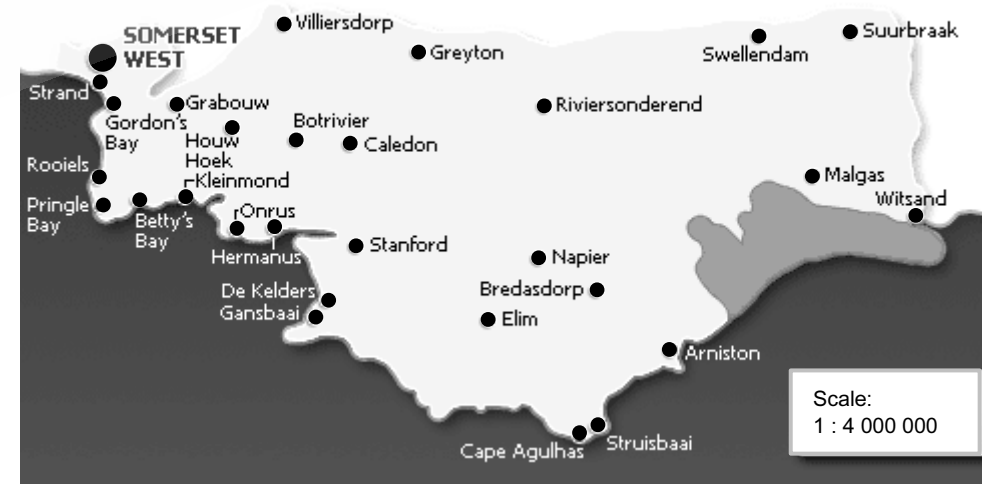 SOMERSET
WEST
Villiersdorp
Greyton
Swellendam
Suurbraak
Strand
Gordon's
Bay
Grabouw
Houw
Hoek
Botrivier
Caledon
Riviersonderend
Rooiels
Pringle
Bay
Kleinmond
Betty's
Bay
Onrus
Hermanus
Malgas
Witsand
Stanford
Napier
De Kelders
Gansbaai
Bredasdorp
Elim
Arniston
Cape Agulhas
Struisbaai
Scale:
1 : 4 000 000